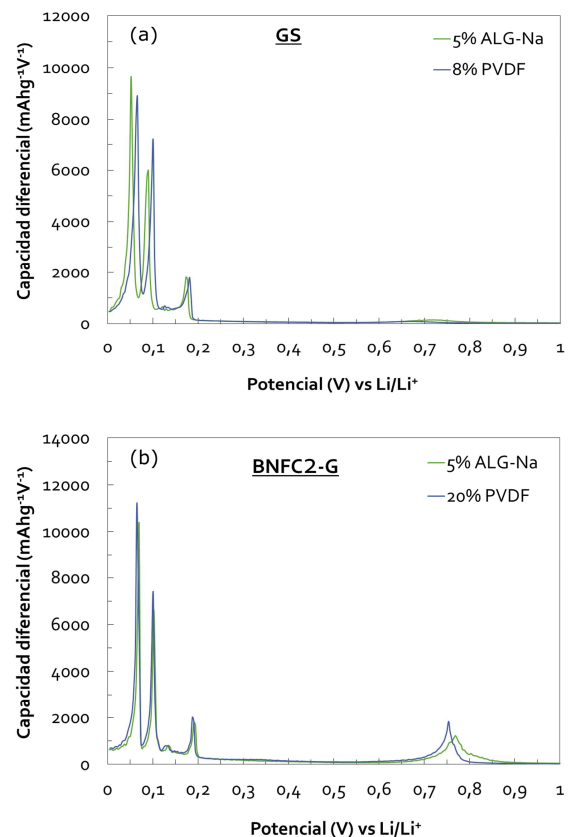 (a)
GS
5% ALG-Na
8% PVDF
Capacidad diferencial (mAhg⁻¹V⁻¹)
12000
10000
8000
6000
4000
2000
0
0 0,1 0,2 0,3 0,4 0,5 0,6 0,7 0,8 0,9 1
Potencial (V) vs Li/Li⁺
(b)
BNFC2-G
5% ALG-Na
20% PVDF
Capacidad diferencial (mAhg⁻¹V⁻¹)
14000
12000
10000
8000
6000
4000
2000
0
0 0,1 0,2 0,3 0,4 0,5 0,6 0,7 0,8 0,9 1
Potencial (V) vs Li/Li⁺